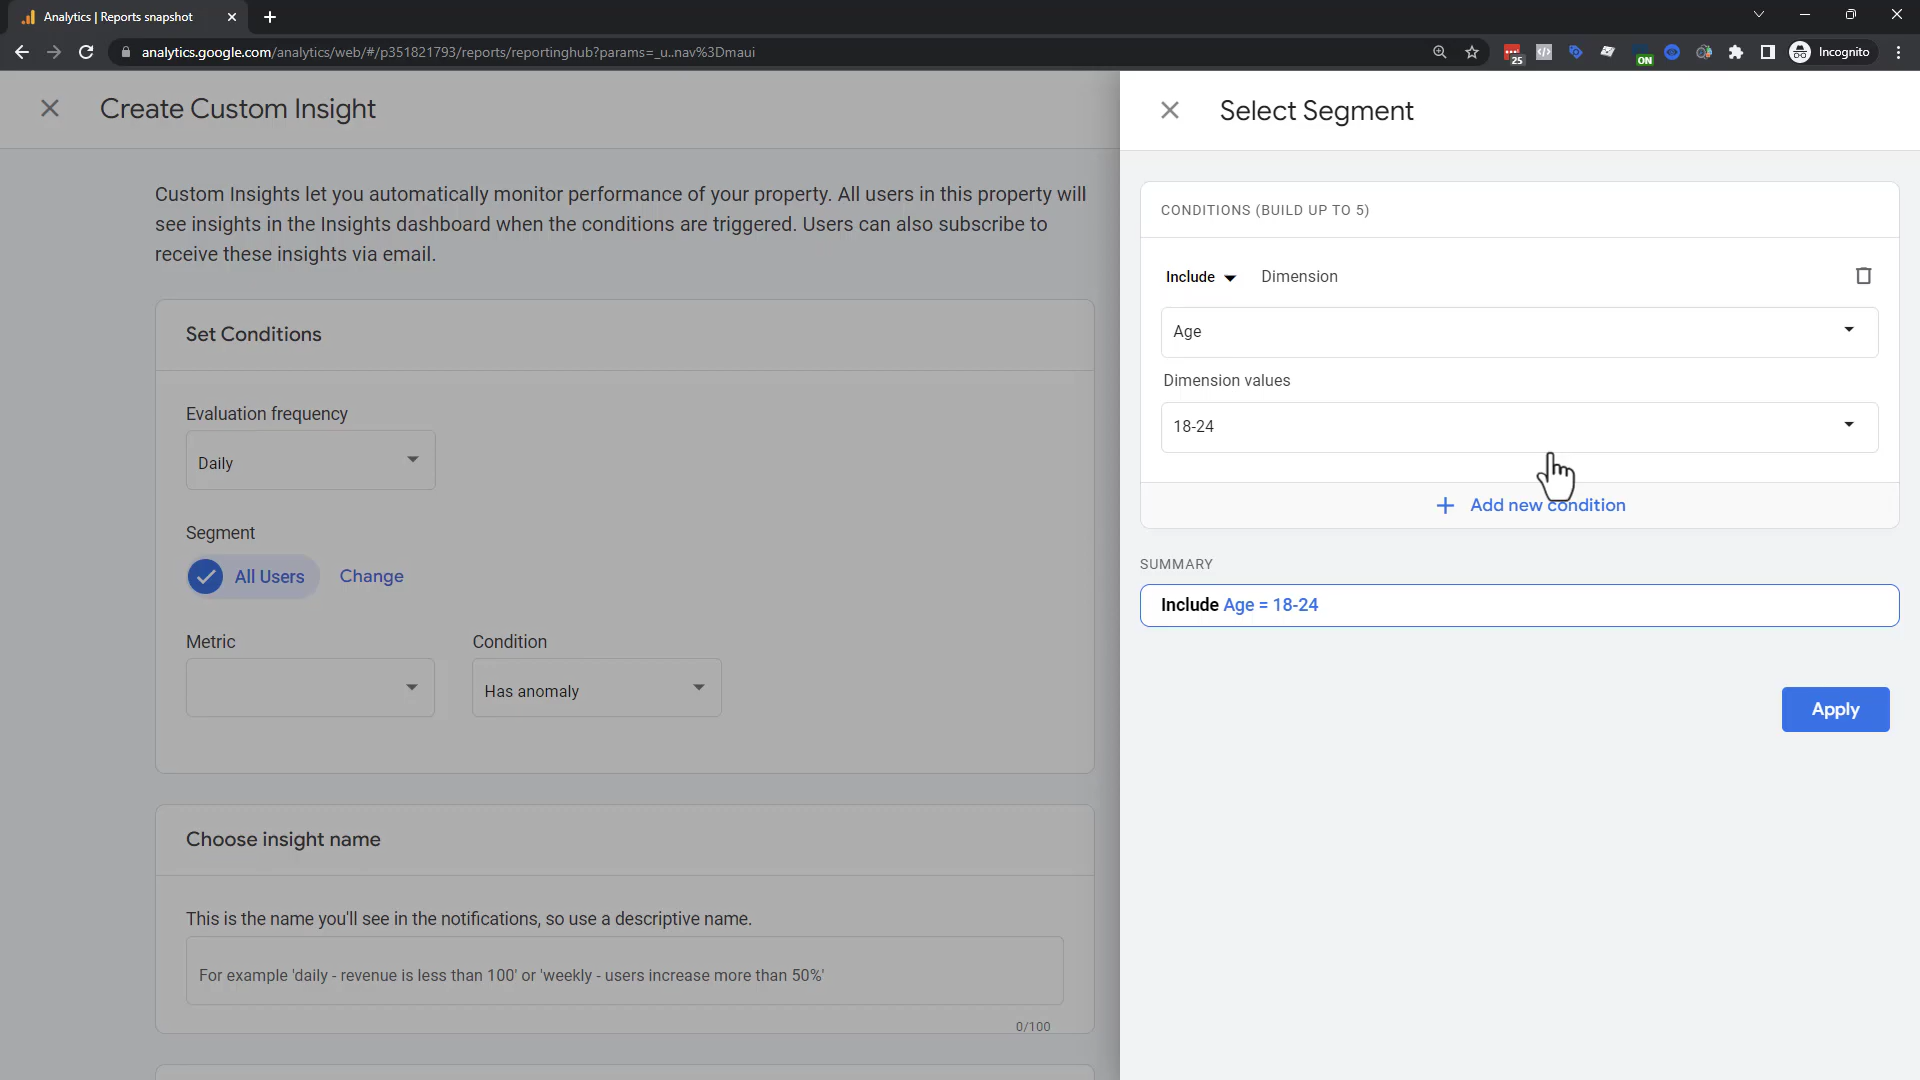 Analytics | Reports snapshot
analytics.google.com/analytics/web/#/p351821793/reports/reportinghub?params=_u..nav%3Dmaui
25
ON
Incognito
Create Custom Insight
Custom Insights let you automatically monitor performance of your property. All users in this property will
see insights in the Insights dashboard when the conditions are triggered. Users can also subscribe to
receive these insights via email.
Set Conditions
Evaluation frequency
Daily
Segment
All Users
Change
Metric
Condition
Has anomaly
Choose insight name
This is the name you'll see in the notifications, so use a descriptive name.
For example 'daily - revenue is less than 100' or 'weekly - users increase more than 50%'
0/100
Select Segment
CONDITIONS (BUILD UP TO 5)
Include
Dimension
Age
Dimension values
18-24
Add new condition
SUMMARY
Include Age = 18-24
Apply